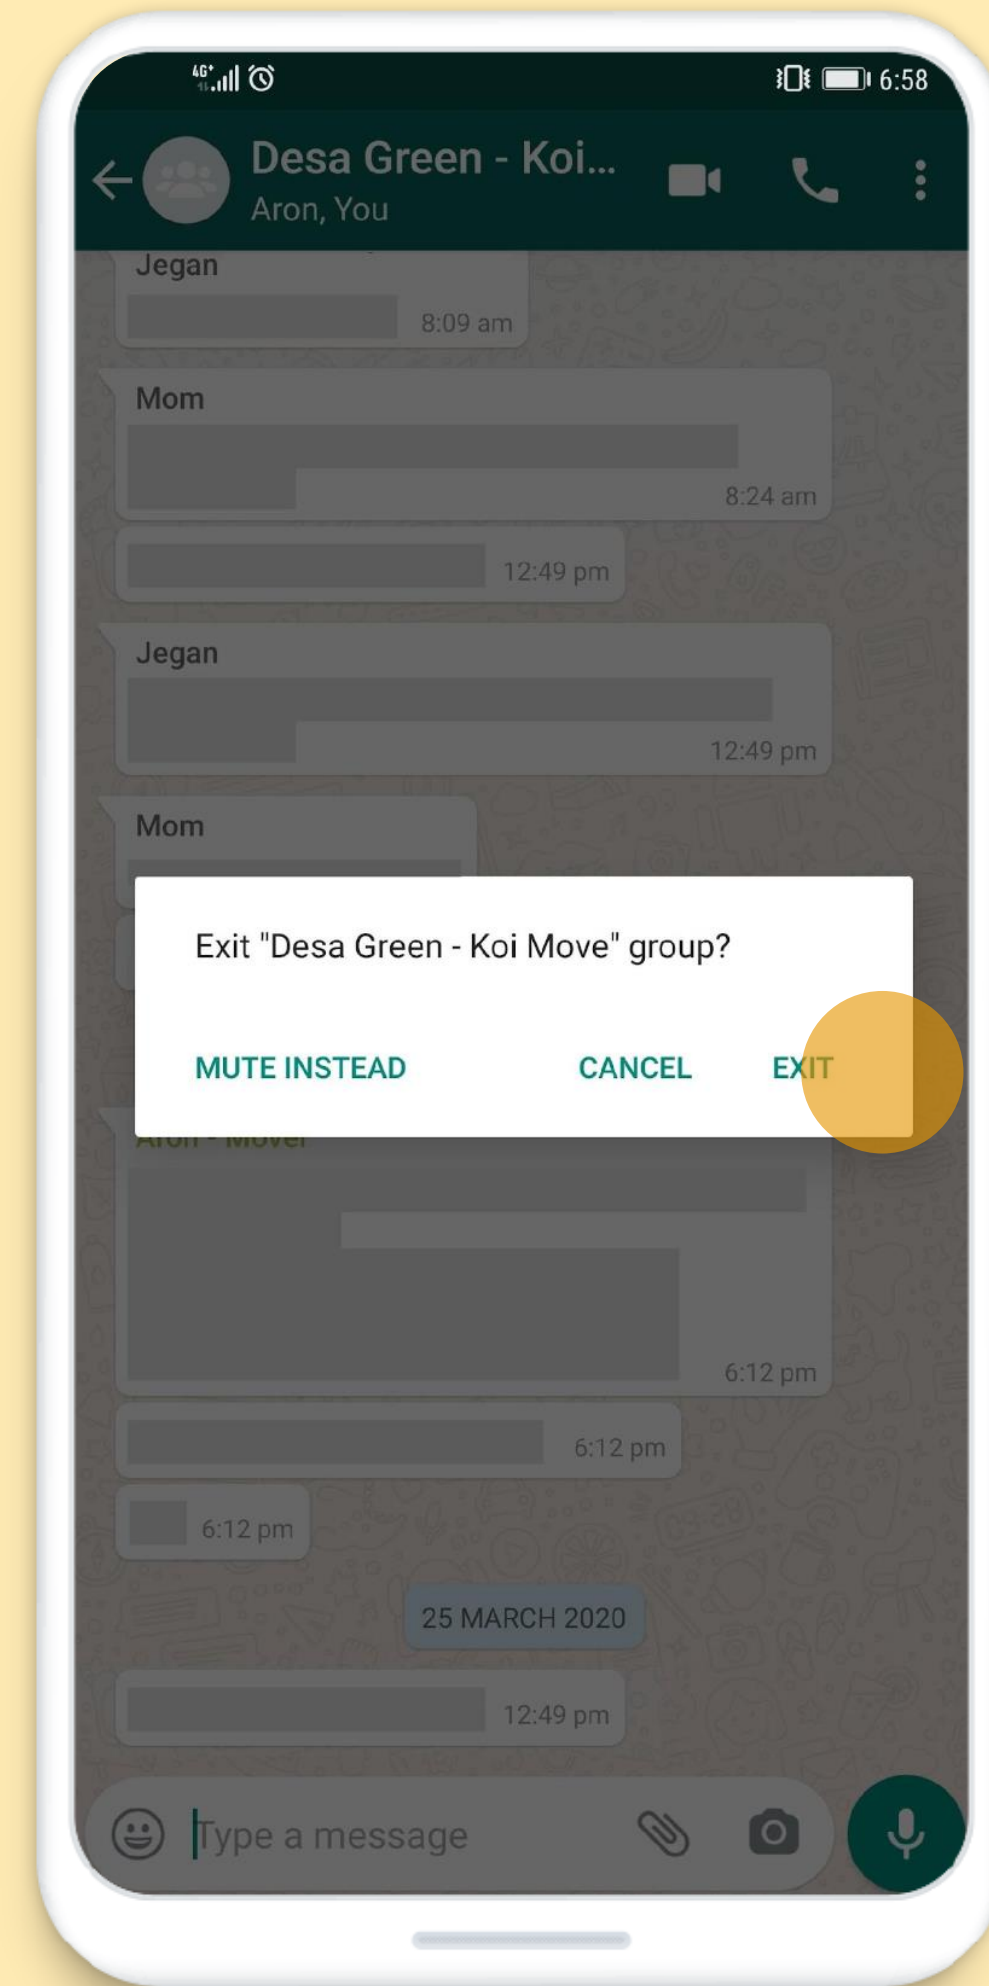 4G+ 6:58
Desa Green - Koi...
Aron, You
Jegan
8:09 am
Mom
8:24 am
12:49 pm
Jegan
12:49 pm
Mom
Exit "Desa Green - Koi Move" group?
MUTE INSTEAD CANCEL EXIT
Aron - Mover
6:12 pm
6:12 pm
6:12 pm
25 MARCH 2020
12:49 pm
Type a message